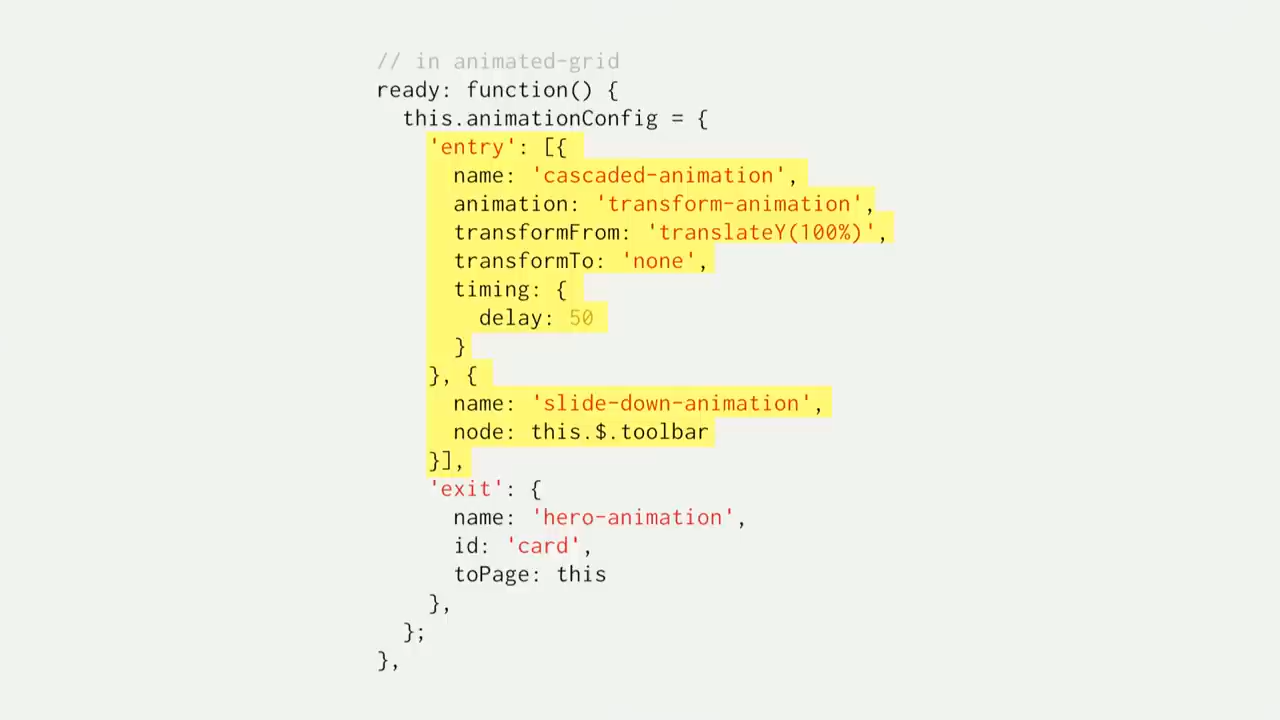 // in animated-grid
ready: function() {
this.animationConfig = {
'entry': [{
name: 'cascaded-animation',
animation: 'transform-animation',
transformFrom: 'translateY(100%)',
transformTo: 'none',
timing: {
delay: 50
}
}, {
name: 'slide-down-animation',
node: this.$.toolbar
}],
'exit': {
name: 'hero-animation',
id: 'card',
toPage: this
},
};
},